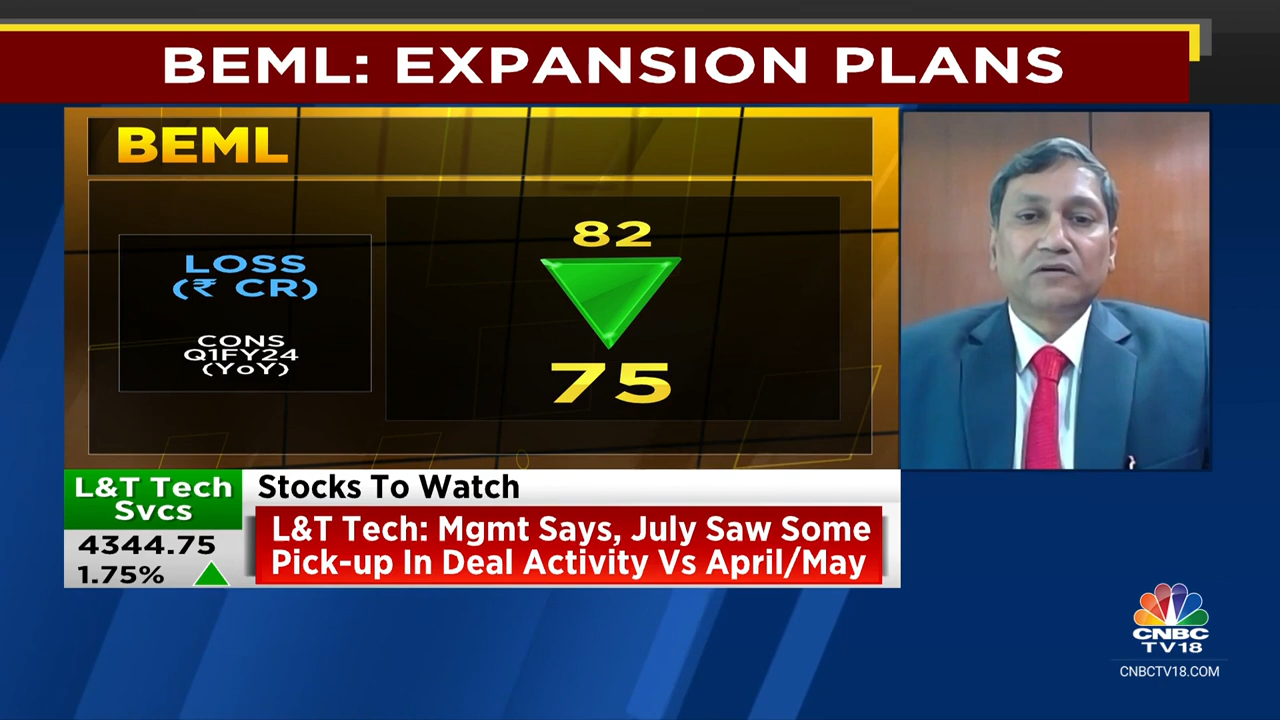 BEML: EXPANSION PLANS
BEML
LOSS
(₹ CR)
CONS
Q1FY24
(YoY)
82
75
L&T Tech
Svcs
4344.75
1.75%
Stocks To Watch
L&T Tech: Mgmt Says, July Saw Some
Pick-up In Deal Activity Vs April/May
CNBC
TV18
CNBCTV18.COM